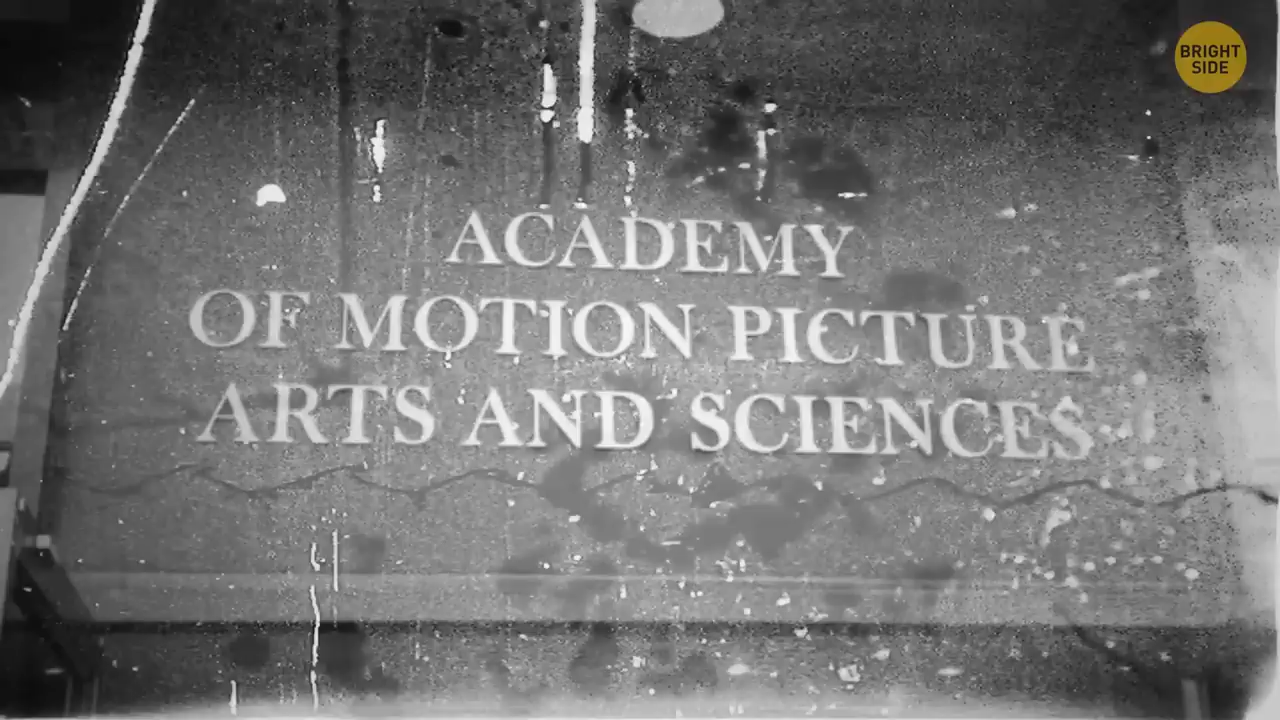 BRIGHT
SIDE
ACADEMY
OF MOTION PICTURE
ARTS AND SCIENCES